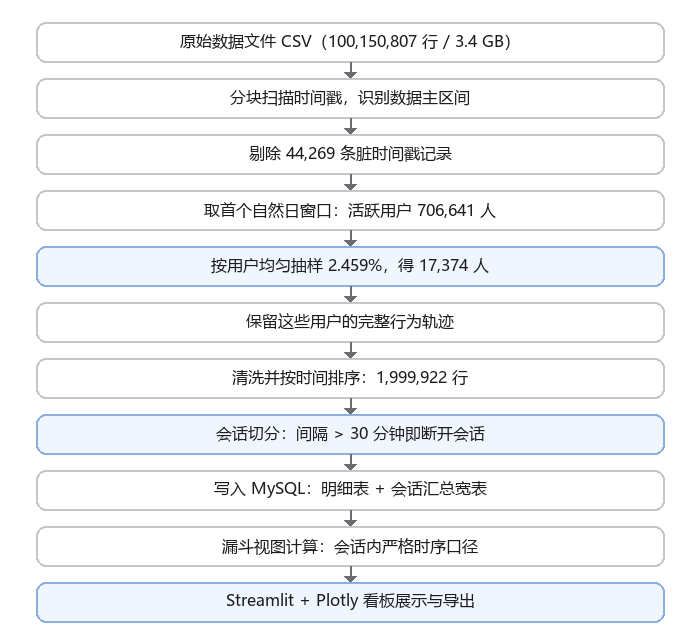 原始数据文件 CSV（100,150,807 行 / 3.4 GB）
分块扫描时间戳，识别数据主区间
剔除 44,269 条脏时间戳记录
取首个自然日窗口：活跃用户 706,641 人
按用户均匀抽样 2.459%，得 17,374 人
保留这些用户的完整行为轨迹
清洗并按时间排序：1,999,922 行
会话切分：间隔 > 30 分钟即断开会话
写入 MySQL：明细表 + 会话汇总宽表
漏斗视图计算：会话内严格时序口径
Streamlit + Plotly 看板展示与导出